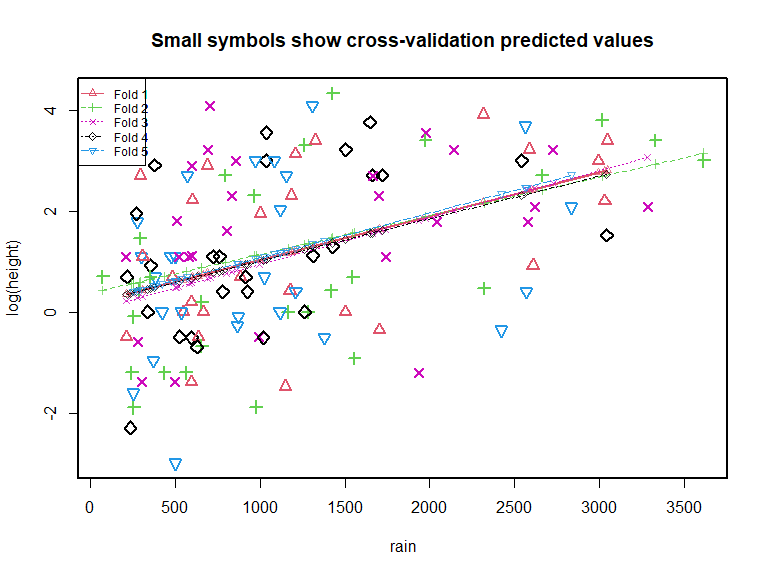 Small symbols show cross-validation predicted values
Fold 1
Fold 2
Fold 3
Fold 4
Fold 5
4
2
0
-2
log(height)
0 500 1000 1500 2000 2500 3000 3500
rain